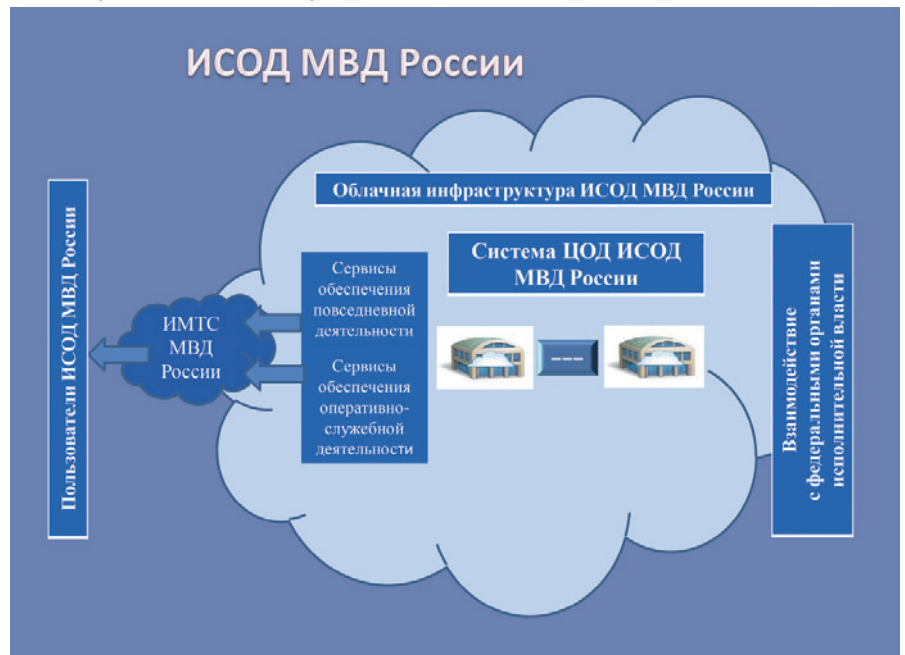 ИСОД МВД России
Облачная инфраструктура ИСОД МВД России
Пользователи ИСОД МВД России
ИМТС
МВД
России
Сервисы
обеспечения
повседневной
деятельности
Сервисы
обеспечения
оперативно-
служебной
деятельности
Система ЦОД ИСОД
МВД России
---
Взаимодействие
с федеральными органами
исполнительной власти